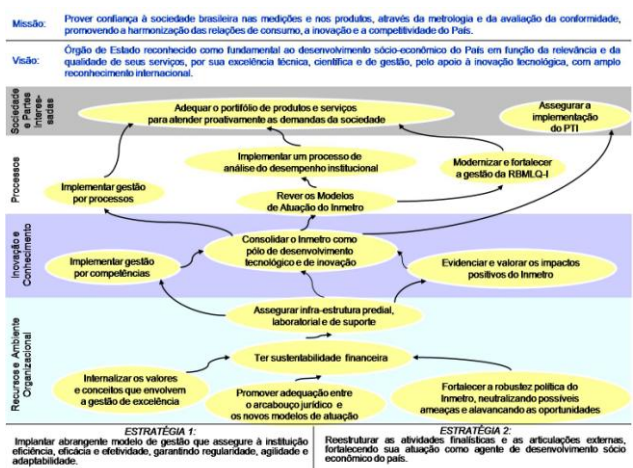 Missão:
Prover confiança à sociedade brasileira nas medições e nos produtos, através da metrologia e da avaliação da conformidade,
promovendo a harmonização das relações de consumo, a inovação e a competitividade do País.
Visão:
Órgão de Estado reconhecido como fundamental ao desenvolvimento sócio-econômico do País em função da relevância e da
qualidade de seus serviços, por sua excelência técnica, científica e de gestão, pelo apoio à inovação tecnológica, com amplo
reconhecimento internacional.
Sociedade
e Partes
Interes-
sadas
Adequar o portifólio de produtos e serviços
para atender proativamente as demandas da sociedade
Assegurar a
implementação
do PTI
Processos
Implementar um processo de
análise do desempenho institucional
Modernizar e fortalecer
a gestão da RBMLQ-I
Implementar gestão
por processos
Rever os Modelos
de Atuação do Inmetro
Inovação e
Conhecimento
Consolidar o Inmetro como
pólo de desenvolvimento
tecnológico e de inovação
Implementar gestão
por competências
Evidenciar e valorar os impactos
positivos do Inmetro
Recursos e Ambiente
Organizacional
Assegurar infra-estrutura predial,
laboratorial e de suporte
Ter sustentabilidade financeira
Internalizar os valores
e conceitos que envolvem
a gestão de excelência
Promover adequação entre
o arcabouço jurídico e
os novos modelos de atuação
Fortalecer a robustez política do
Inmetro, neutralizando possíveis
ameaças e alavancando as oportunidades
ESTRATÉGIA 1:
Implantar abrangente modelo de gestão que assegure à instituição
eficiência, eficácia e efetividade, garantindo regularidade, agilidade e
adaptabilidade.
ESTRATÉGIA 2:
Reestruturar as atividades finalísticas e as articulações externas,
fortalecendo sua atuação como agente de desenvolvimento sócio
econômico do país.